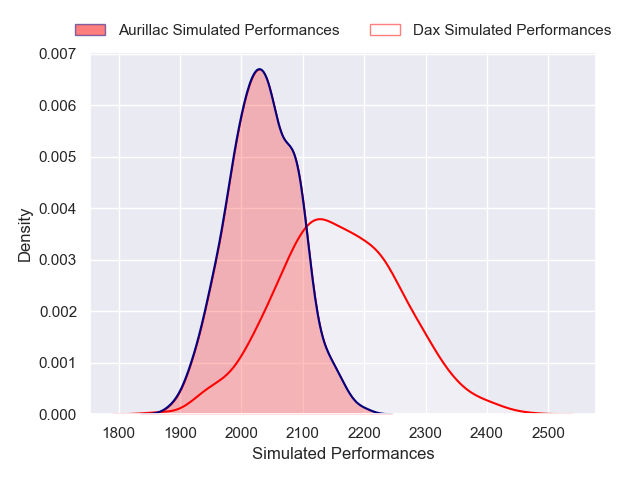 Aurillac Simulated Performances Dax Simulated Performances
0.007
0.006
0.005
0.004
0.003
0.002
0.001
0.000
Density
1800 1900 2000 2100 2200 2300 2400 2500
Simulated Performances